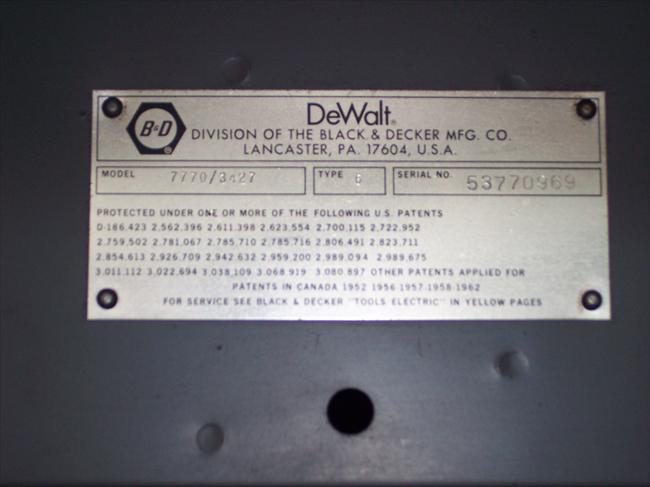 B&D
®
DeWalt®
DIVISION OF THE BLACK & DECKER MFG. CO.
LANCASTER, PA. 17604, U.S.A.
MODEL 7770/3427 TYPE 6 SERIAL NO. 53770969
PROTECTED UNDER ONE OR MORE OF THE FOLLOWING U.S. PATENTS
D-186.423 2.562.396 2.611.398 2.623.554 2.700.115 2.722.952
2.759.502 2.781.067 2.785.710 2.785.716 2.806.491 2.823.711
2.854.613 2.926.709 2.942.632 2.959.200 2.989.094 2.989.675
3.011.112 3.022.694 3.038.109 3.068.919 3.080.897 OTHER PATENTS APPLIED FOR
PATENTS IN CANADA 1952·1956·1957·1958·1962
FOR SERVICE SEE BLACK & DECKER "TOOLS ELECTRIC" IN YELLOW PAGES